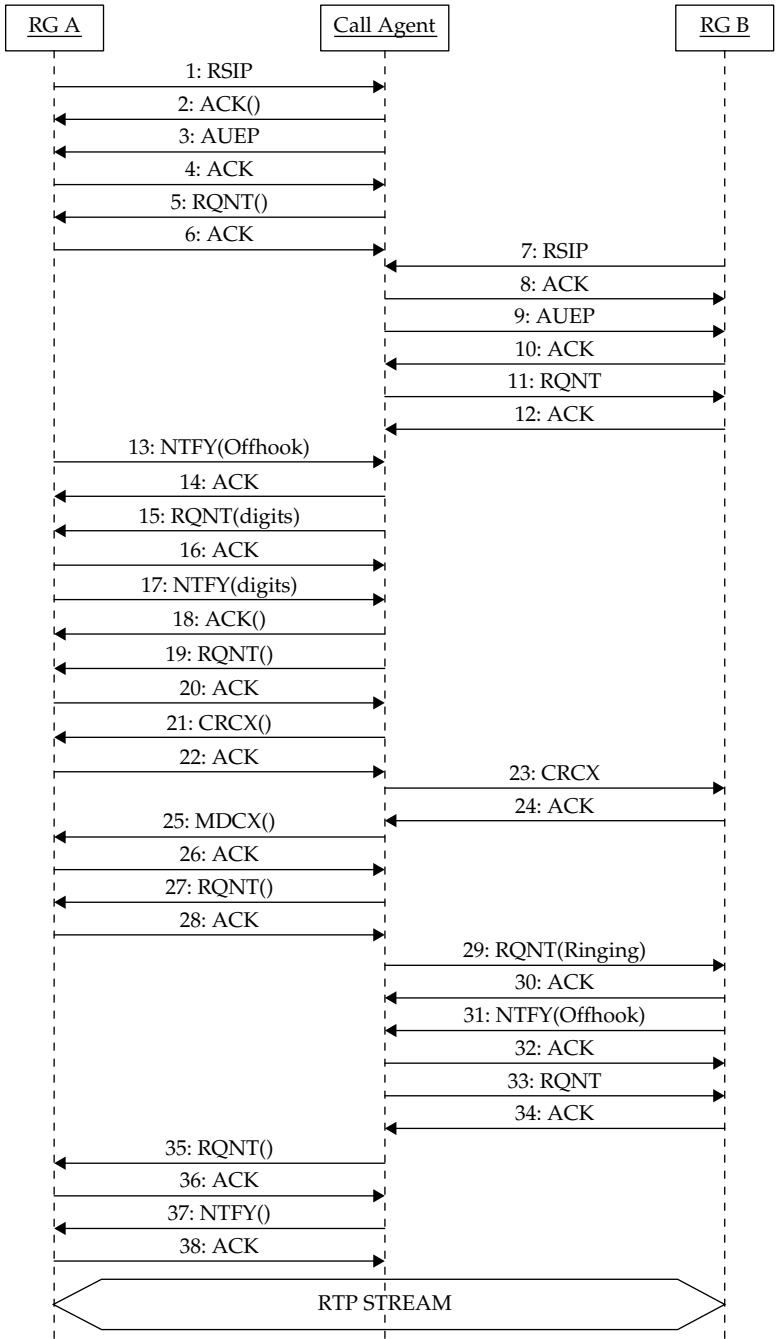 RG A
Call Agent
RG B
1: RSIP
2: ACK()
3: AUEP
4: ACK
5: RQNT()
6: ACK
7: RSIP
8: ACK
9: AUEP
10: ACK
11: RQNT
12: ACK
13: NTFY(Offhook)
14: ACK
15: RQNT(digits)
16: ACK
17: NTFY(digits)
18: ACK()
19: RQNT()
20: ACK
21: CRCX()
22: ACK
23: CRCX
24: ACK
25: MDCX()
26: ACK
27: RQNT()
28: ACK
29: RQNT(Ringing)
30: ACK
31: NTFY(Offhook)
32: ACK
33: RQNT
34: ACK
35: RQNT()
36: ACK
37: NTFY()
38: ACK
RTP STREAM